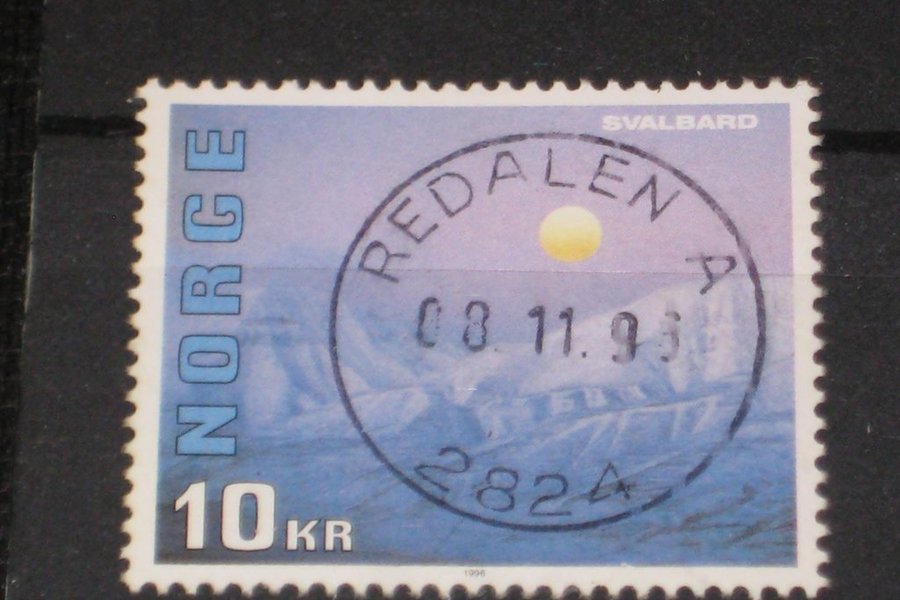 SVALBARD
NORGE
REDALEN A
08.11.96
2824
10 KR
1996